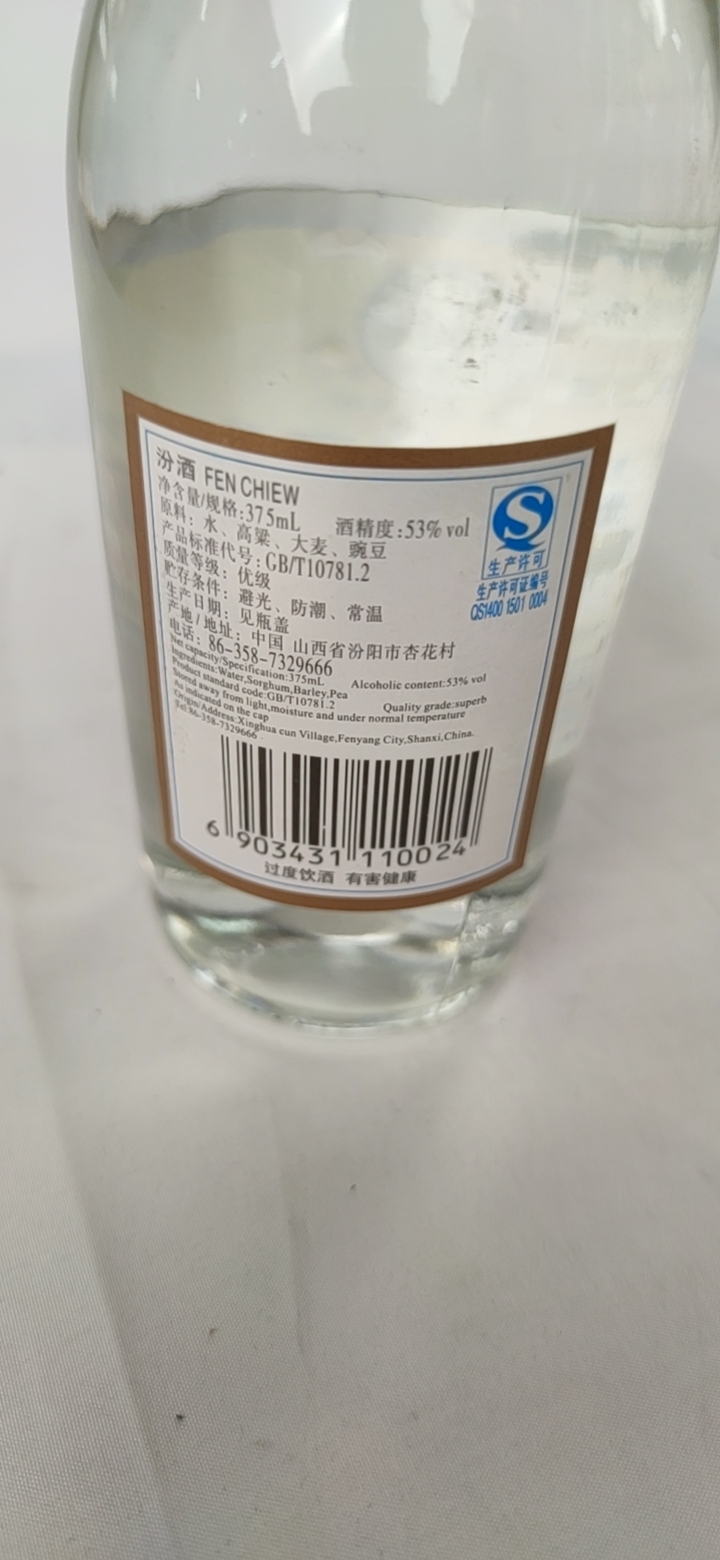 汾酒 FEN CHIEW
净含量/规格:375mL 酒精度:53% vol
原料：水、高粱、大麦、豌豆
产品标准代号:GB/T10781.2
质量等级：优级
贮存条件：避光、防潮、常温
生产日期：见瓶盖
产地/地址：中国 山西省汾阳市杏花村
电话：86-358-7329666
Net capacity/Specification:375mL Alcoholic content:53% vol
Ingredients:Water,Sorghum,Barley,Pea
Product standard code:GB/T10781.2 Quality grade:superb
Stored away from light,moisture and under normal temperature
As indicated on the cap
Origin/Address:Xinghua cun Village,Fenyang City,Shanxi,China.
Tel:86-358-7329666
S
生产许可
生产许可证编号
QS1400 1501 0004
6 903431 110024
过度饮酒 有害健康